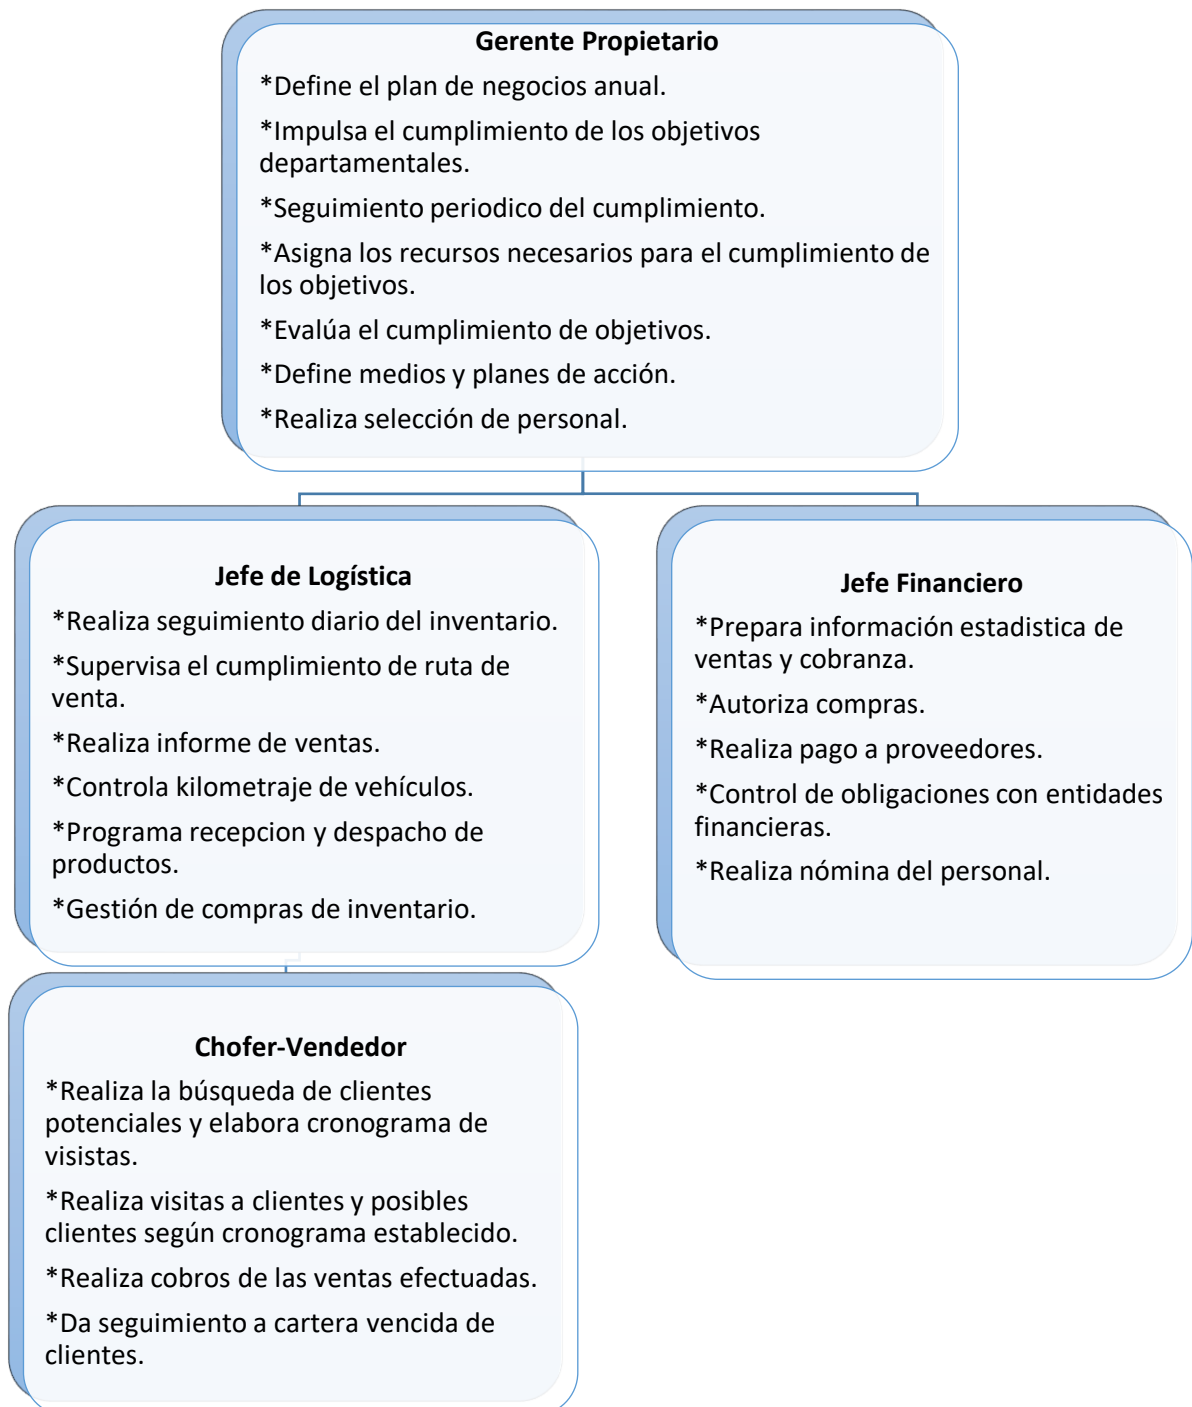 Gerente Propietario
*Define el plan de negocios anual.
*Impulsa el cumplimiento de los objetivos
departamentales.
*Seguimiento periodico del cumplimiento.
*Asigna los recursos necesarios para el cumplimiento de
los objetivos.
*Evalúa el cumplimiento de objetivos.
*Define medios y planes de acción.
*Realiza selección de personal.
Jefe de Logística
*Realiza seguimiento diario del inventario.
*Supervisa el cumplimiento de ruta de
venta.
*Realiza informe de ventas.
*Controla kilometraje de vehículos.
*Programa recepcion y despacho de
productos.
*Gestión de compras de inventario.
Jefe Financiero
*Prepara información estadistica de
ventas y cobranza.
*Autoriza compras.
*Realiza pago a proveedores.
*Control de obligaciones con entidades
financieras.
*Realiza nómina del personal.
Chofer-Vendedor
*Realiza la búsqueda de clientes
potenciales y elabora cronograma de
visistas.
*Realiza visitas a clientes y posibles
clientes según cronograma establecido.
*Realiza cobros de las ventas efectuadas.
*Da seguimiento a cartera vencida de
clientes.